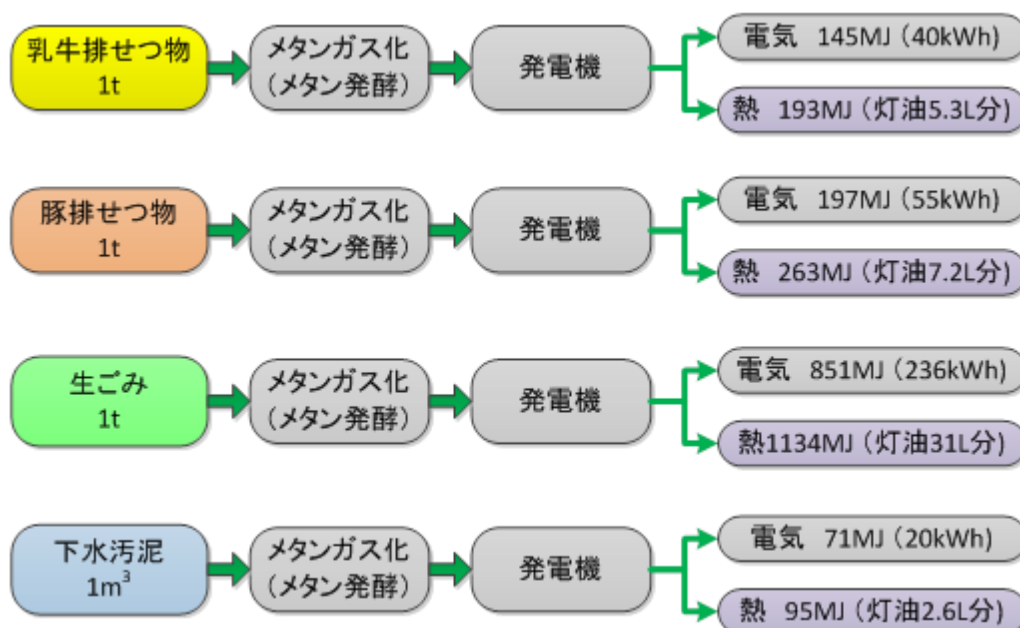 乳牛排せつ物
1t
メタンガス化
(メタン発酵)
発電機
電気 145MJ (40kWh)
熱 193MJ (灯油5.3L分)
豚排せつ物
1t
メタンガス化
(メタン発酵)
発電機
電気 197MJ (55kWh)
熱 263MJ (灯油7.2L分)
生ごみ
1t
メタンガス化
(メタン発酵)
発電機
電気 851MJ (236kWh)
熱1134MJ (灯油31L分)
下水汚泥
1m³
メタンガス化
(メタン発酵)
発電機
電気 71MJ (20kWh)
熱 95MJ (灯油2.6L分)